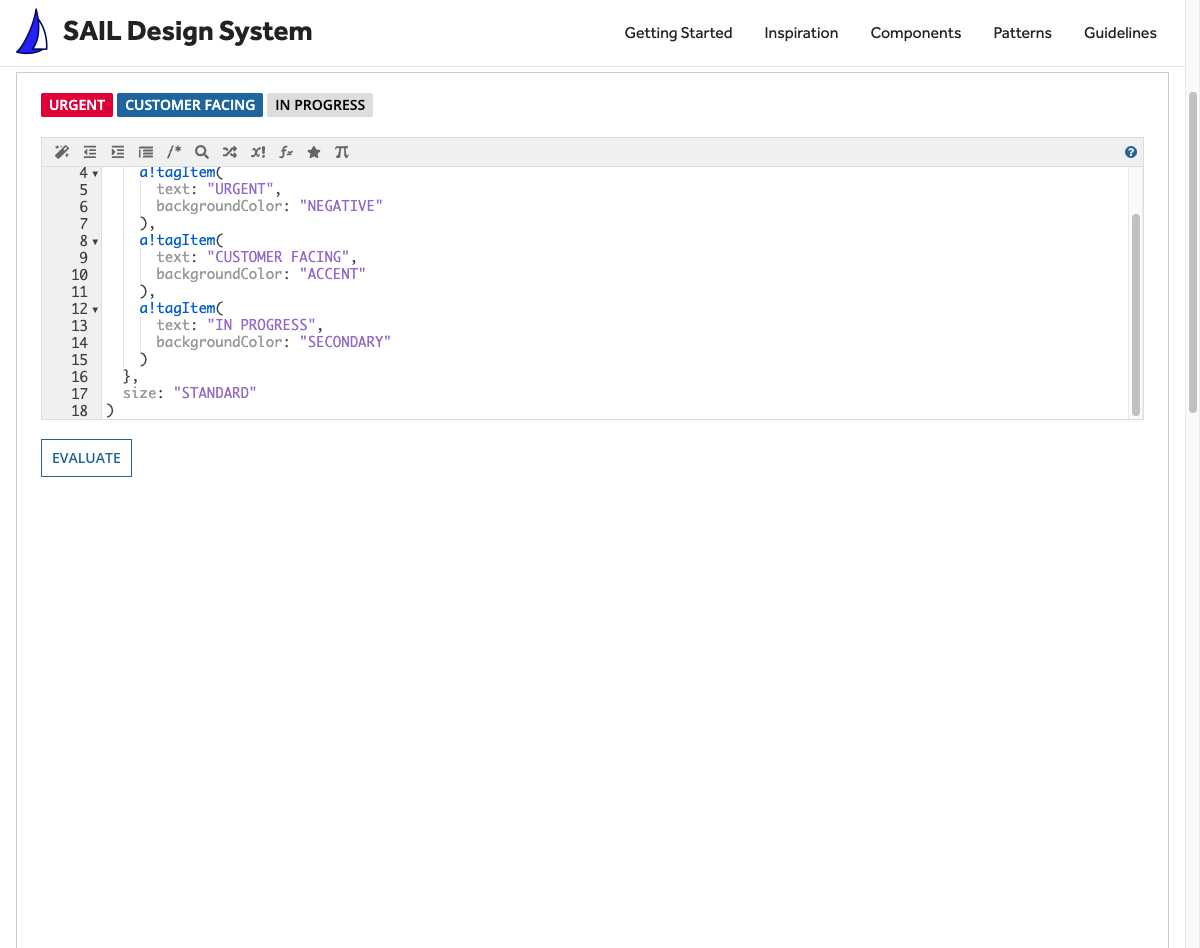 SAIL Design System
Getting Started Inspiration Components Patterns Guidelines
URGENT CUSTOMER FACING IN PROGRESS
/* x! f= π ?
4 a!tagItem(
5 text: "URGENT",
6 backgroundColor: "NEGATIVE"
7 ),
8 a!tagItem(
9 text: "CUSTOMER FACING",
10 backgroundColor: "ACCENT"
11 ),
12 a!tagItem(
13 text: "IN PROGRESS",
14 backgroundColor: "SECONDARY"
15 )
16 },
17 size: "STANDARD"
18 )
EVALUATE